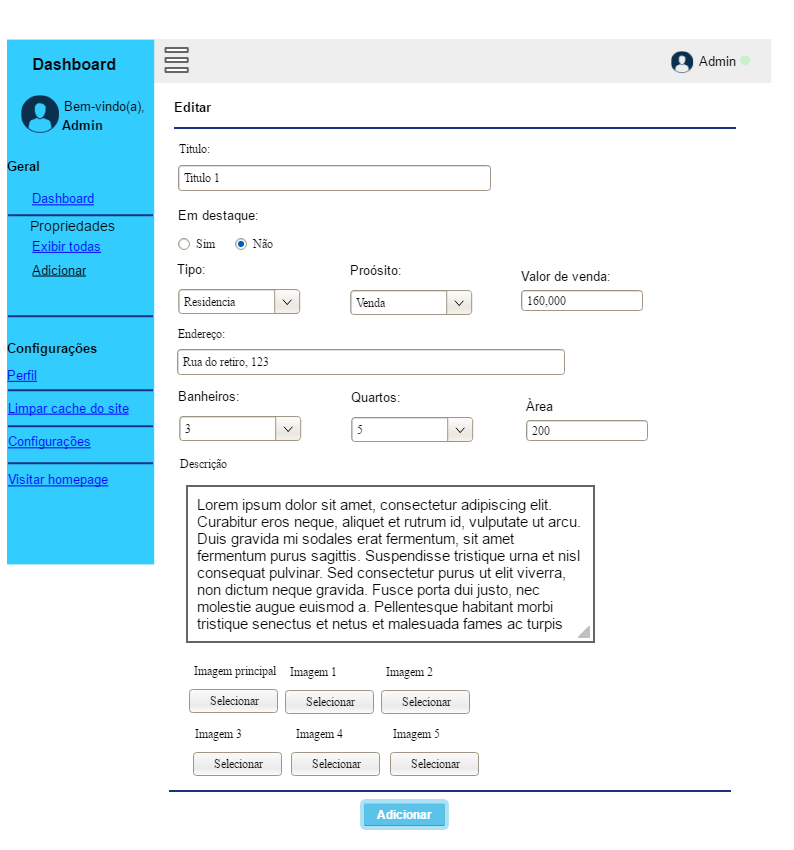 Dashboard
Admin
Bem-vindo(a),
Admin
Geral
Dashboard
Propriedades
Exibir todas
Adicionar
Configurações
Perfil
Limpar cache do site
Configurações
Visitar homepage
Editar
Titulo:
Titulo 1
Em destaque:
Sim Não
Tipo: Proósito: Valor de venda:
Residencia Venda 160,000
Endereço:
Rua do retiro, 123
Banheiros: Quartos: Àrea
3 5 200
Descrição
Lorem ipsum dolor sit amet, consectetur adipiscing elit.
Curabitur eros neque, aliquet et rutrum id, vulputate ut arcu.
Duis gravida mi sodales erat fermentum, sit amet
fermentum purus sagittis. Suspendisse tristique urna et nisl
consequat pulvinar. Sed consectetur purus ut elit viverra,
non dictum neque gravida. Fusce porta dui justo, nec
molestie augue euismod a. Pellentesque habitant morbi
tristique senectus et netus et malesuada fames ac turpis
Imagem principal Imagem 1 Imagem 2
Selecionar Selecionar Selecionar
Imagem 3 Imagem 4 Imagem 5
Selecionar Selecionar Selecionar
Adicionar